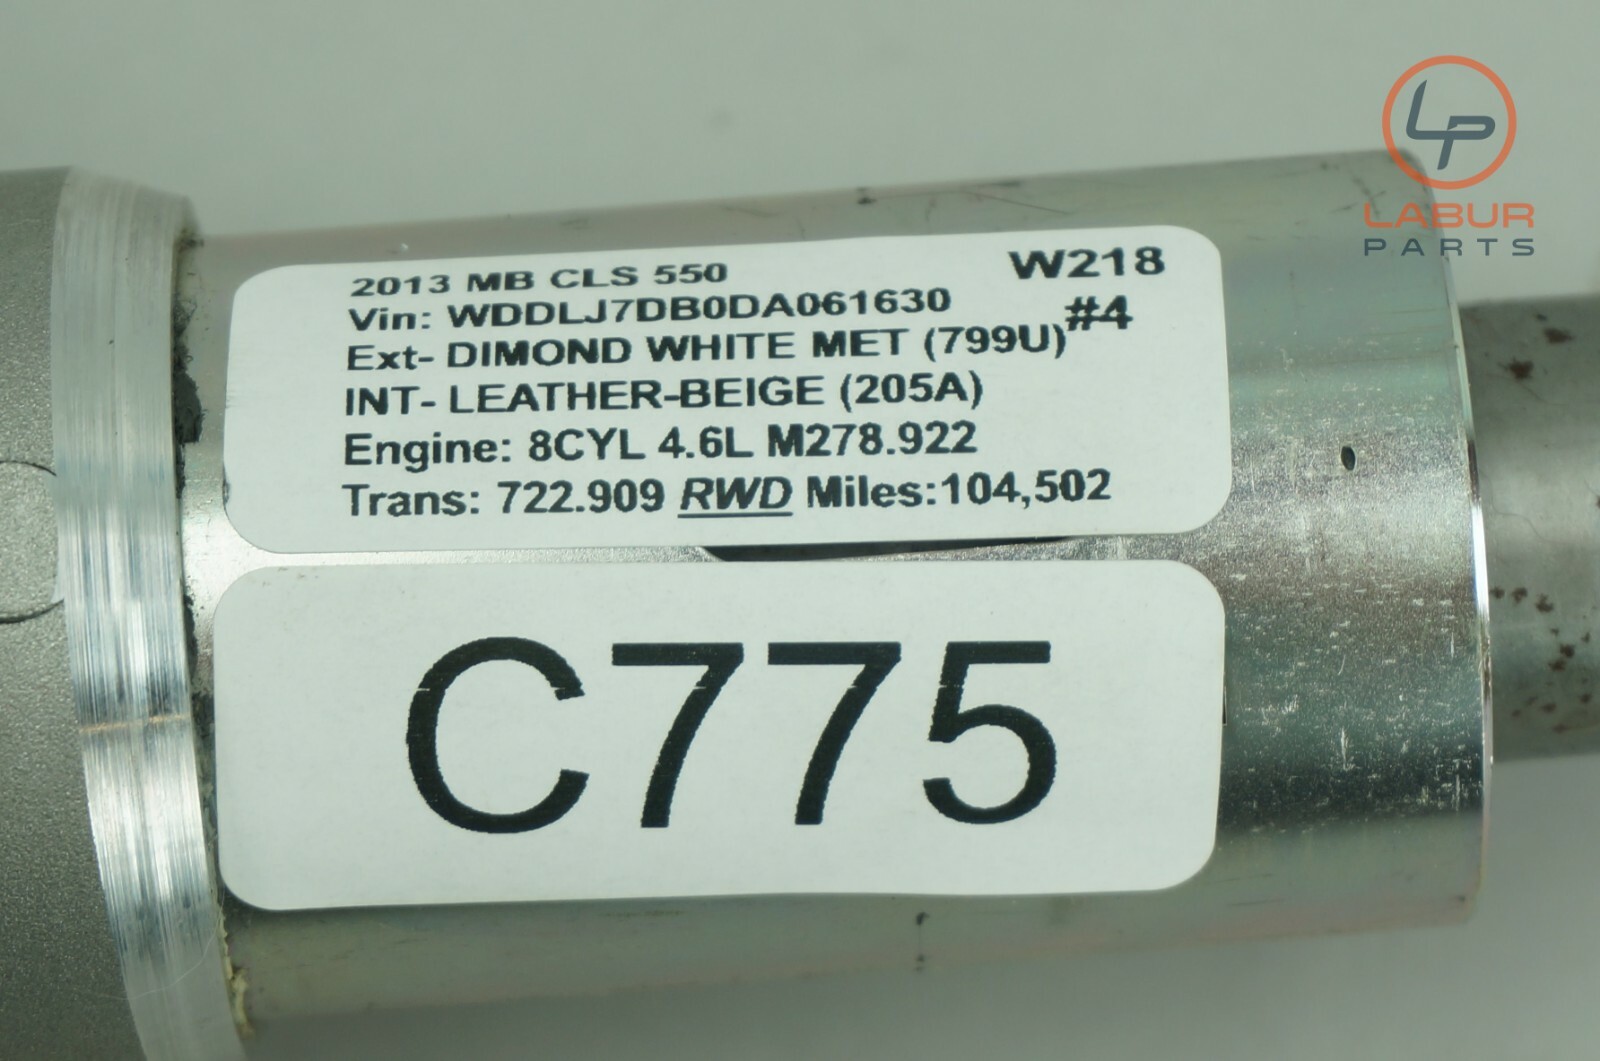 LP
LABUR
PARTS
2013 MB CLS 550 W218
Vin: WDDLJ7DB0DA061630 #4
Ext- DIMOND WHITE MET (799U)
INT- LEATHER-BEIGE (205A)
Engine: 8CYL 4.6L M278.922
Trans: 722.909 RWD Miles:104,502
C775